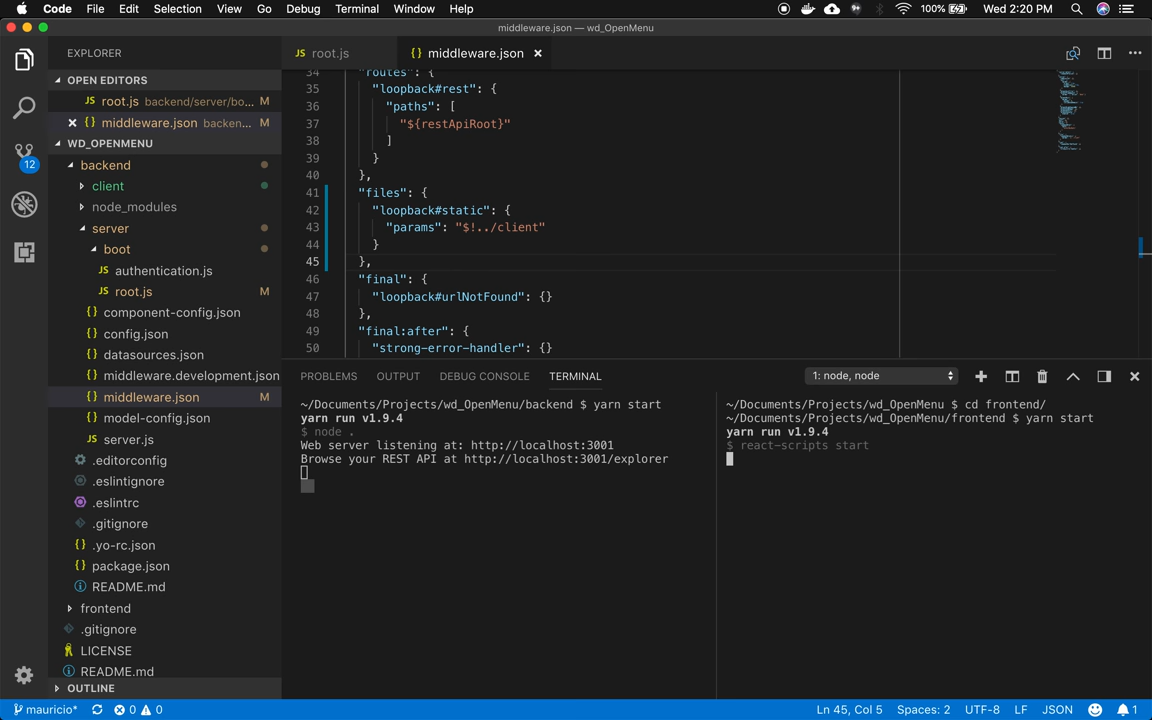 Code File Edit Selection View Go Debug Terminal Window Help 100% Wed 2:20 PM
middleware.json — wd_OpenMenu
EXPLORER
OPEN EDITORS
JS root.js backend/server/bo... M
{} middleware.json backen... M
WD_OPENMENU
backend
client
node_modules
server
boot
JS authentication.js
JS root.js M
{} component-config.json
{} config.json
{} datasources.json
{} middleware.development.json
{} middleware.json M
{} model-config.json
JS server.js
.editorconfig
.eslintignore
.eslintrc
.gitignore
{} .yo-rc.json
{} package.json
README.md
frontend
.gitignore
LICENSE
README.md
OUTLINE
12
JS root.js {} middleware.json
34 "routes": {
35 "loopback#rest": {
36 "paths": [
37 "${restApiRoot}"
38 ]
39 }
40 },
41 "files": {
42 "loopback#static": {
43 "params": "$!../client"
44 }
45 },
46 "final": {
47 "loopback#urlNotFound": {}
48 },
49 "final:after": {
50 "strong-error-handler": {}
PROBLEMS OUTPUT DEBUG CONSOLE TERMINAL 1: node, node
~/Documents/Projects/wd_OpenMenu/backend $ yarn start
yarn run v1.9.4
$ node .
Web server listening at: http://localhost:3001
Browse your REST API at http://localhost:3001/explorer
~/Documents/Projects/wd_OpenMenu $ cd frontend/
~/Documents/Projects/wd_OpenMenu/frontend $ yarn start
yarn run v1.9.4
$ react-scripts start
mauricio* 0 0 Ln 45, Col 5 Spaces: 2 UTF-8 LF JSON 1